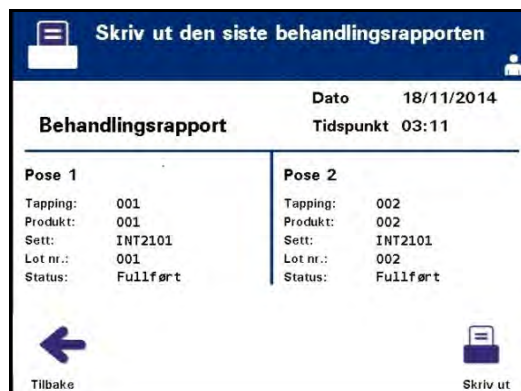 Skriv ut den siste behandlingsrapporten
Dato 18/11/2014
Behandlingsrapport
Tidspunkt 03:11
Pose 1
Tapping: 001
Produkt: 001
Sett: INT2101
Lot nr.: 001
Status: Fullført
Pose 2
Tapping: 002
Produkt: 002
Sett: INT2101
Lot nr.: 002
Status: Fullført
Tilbake
Skriv ut